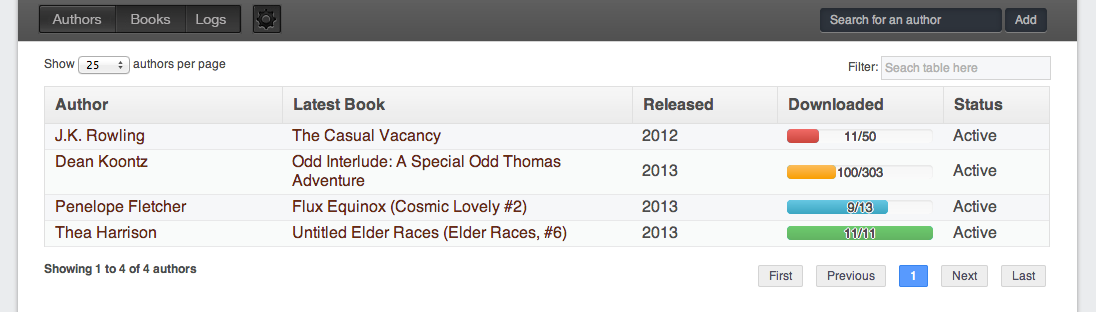 Authors Books Logs Search for an author Add
Show 25 authors per page Filter: Seach table here
Author Latest Book Released Downloaded Status
J.K. Rowling The Casual Vacancy 2012 11/50 Active
Dean Koontz Odd Interlude: A Special Odd Thomas 2013 100/303 Active
Adventure
Penelope Fletcher Flux Equinox (Cosmic Lovely #2) 2013 9/13 Active
Thea Harrison Untitled Elder Races (Elder Races, #6) 2013 11/11 Active
Showing 1 to 4 of 4 authors First Previous 1 Next Last